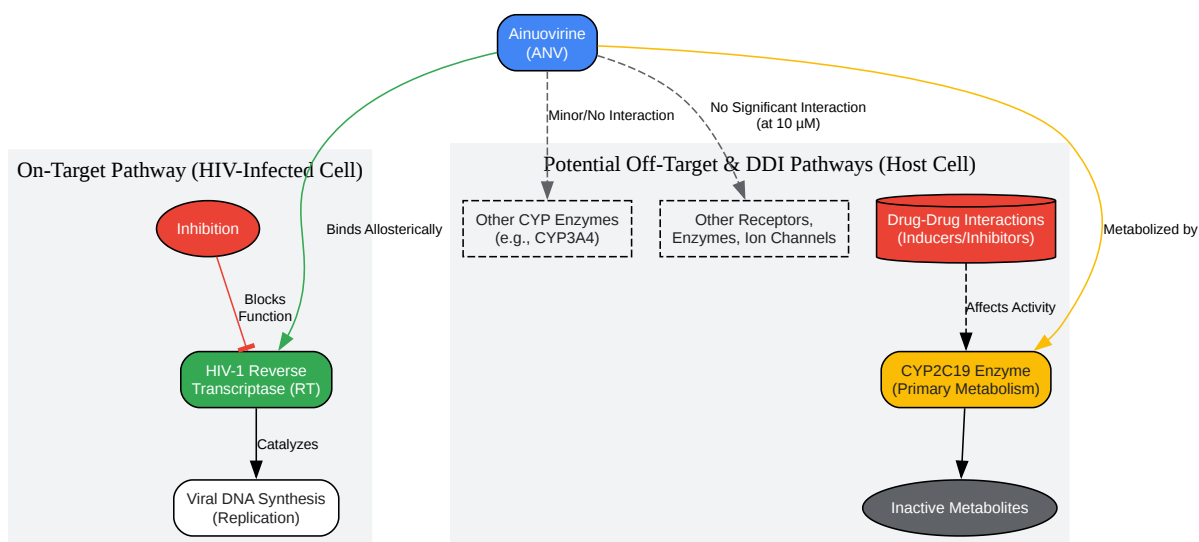 Ainuovirine
(ANV)
Minor/No Interaction
No Significant Interaction
(at 10 µM)
On-Target Pathway (HIV-Infected Cell)
Potential Off-Target & DDI Pathways (Host Cell)
Inhibition
Binds Allosterically
Other CYP Enzymes
(e.g., CYP3A4)
Other Receptors,
Enzymes, Ion Channels
Drug-Drug Interactions
(Inducers/Inhibitors)
Metabolized by
Blocks
Function
Affects Activity
HIV-1 Reverse
Transcriptase (RT)
CYP2C19 Enzyme
(Primary Metabolism)
Catalyzes
Viral DNA Synthesis
(Replication)
Inactive Metabolites